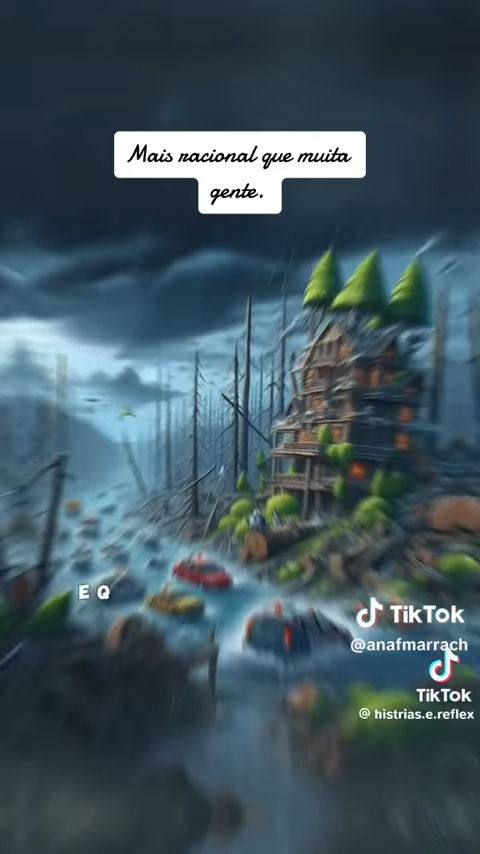 Mais racional que muita
gente.
E Q
TikTok
@anafmarrach
TikTok
@ histrias.e.reflex